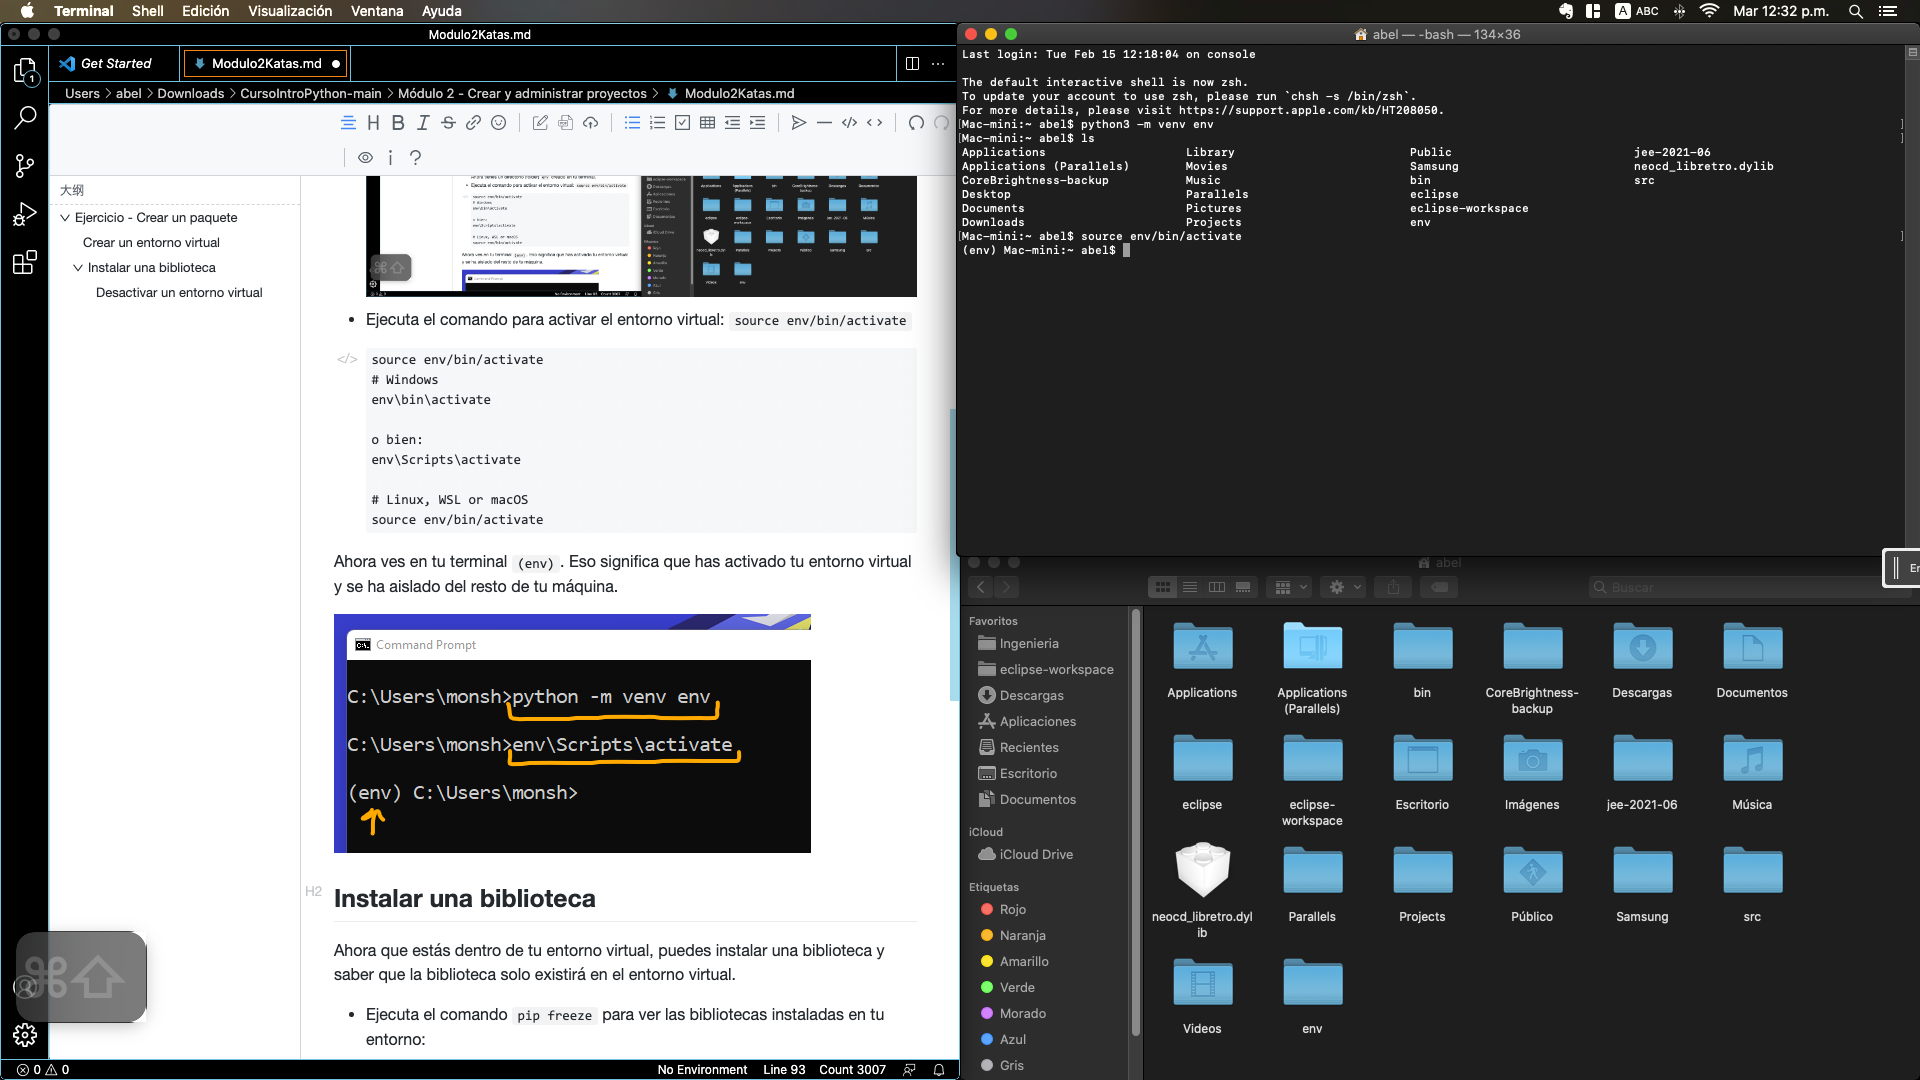 Terminal Shell Edición Visualización Ventana Ayuda
A ABC Mar 12:32 p.m.
Modulo2Katas.md
Get Started
Modulo2Katas.md
Users > abel > Downloads > CursoIntroPython-main > Módulo 2 - Crear y administrar proyectos > Modulo2Katas.md
1
大纲
Ejercicio - Crear un paquete
Crear un entorno virtual
Instalar una biblioteca
Desactivar un entorno virtual
• Ejecuta el comando para activar el entorno virtual: source env/bin/activate
source env/bin/activate
# Windows
env\bin\activate
o bien:
env\Scripts\activate
# Linux, WSL or macOS
source env/bin/activate
Ahora ves en tu terminal (env) . Eso significa que has activado tu entorno virtual
y se ha aislado del resto de tu máquina.
Command Prompt
C:\Users\monsh>python -m venv env
C:\Users\monsh>env\Scripts\activate
(env) C:\Users\monsh>
H2
Instalar una biblioteca
Ahora que estás dentro de tu entorno virtual, puedes instalar una biblioteca y
saber que la biblioteca solo existirá en el entorno virtual.
• Ejecuta el comando pip freeze para ver las bibliotecas instaladas en tu
entorno:
0 0 No Environment Line 93 Count 3007
abel — -bash — 134×36
Last login: Tue Feb 15 12:18:04 on console
The default interactive shell is now zsh.
To update your account to use zsh, please run `chsh -s /bin/zsh`.
For more details, please visit https://support.apple.com/kb/HT208050.
[Mac-mini:~ abel$ python3 -m venv env ]
[Mac-mini:~ abel$ ls ]
Applications Library Public jee-2021-06
Applications (Parallels) Movies Samsung neocd_libretro.dylib
CoreBrightness-backup Music bin src
Desktop Parallels eclipse
Documents Pictures eclipse-workspace
Downloads Projects env
[Mac-mini:~ abel$ source env/bin/activate ]
(env) Mac-mini:~ abel$
abel
Buscar
Favoritos
Ingenieria
eclipse-workspace
Descargas
Aplicaciones
Recientes
Escritorio
Documentos
iCloud
iCloud Drive
Etiquetas
Rojo
Naranja
Amarillo
Verde
Morado
Azul
Gris
Applications
Applications
(Parallels)
bin
CoreBrightness-
backup
Descargas
Documentos
eclipse
eclipse-
workspace
Escritorio
Imágenes
jee-2021-06
Música
neocd_libretro.dyl
ib
Parallels
Projects
Público
Samsung
src
Videos
env